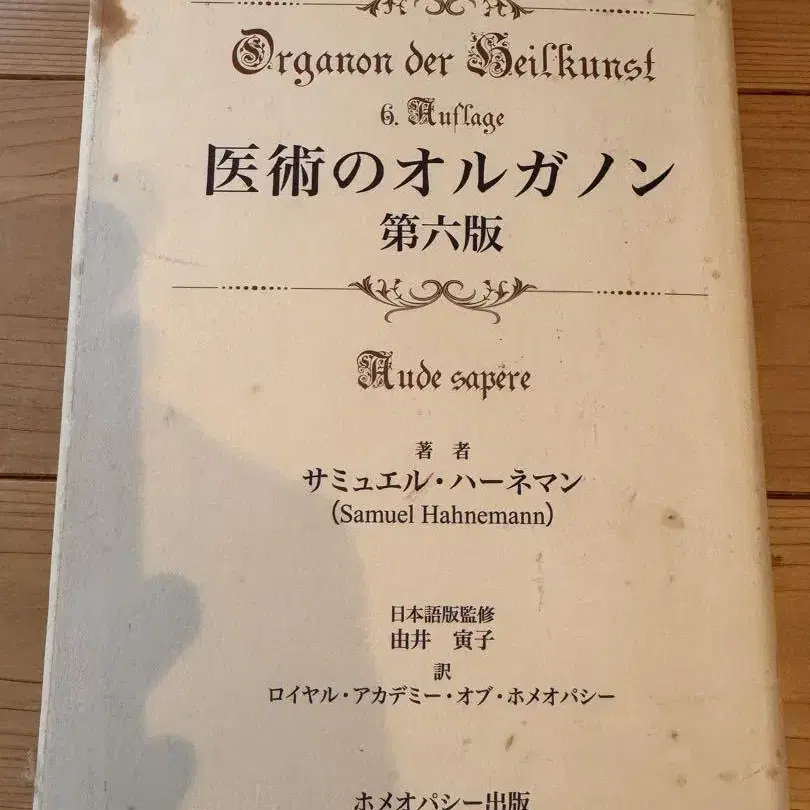 Organon der Heilkunst
6. Auflage
医術のオルガノン
第六版
Aude sapere
著者
サミュエル・ハーネマン
(Samuel Hahnemann)
日本語版監修
由井 寅子
訳
ロイヤル・アカデミー・オブ・ホメオパシー
ホメオパシー出版